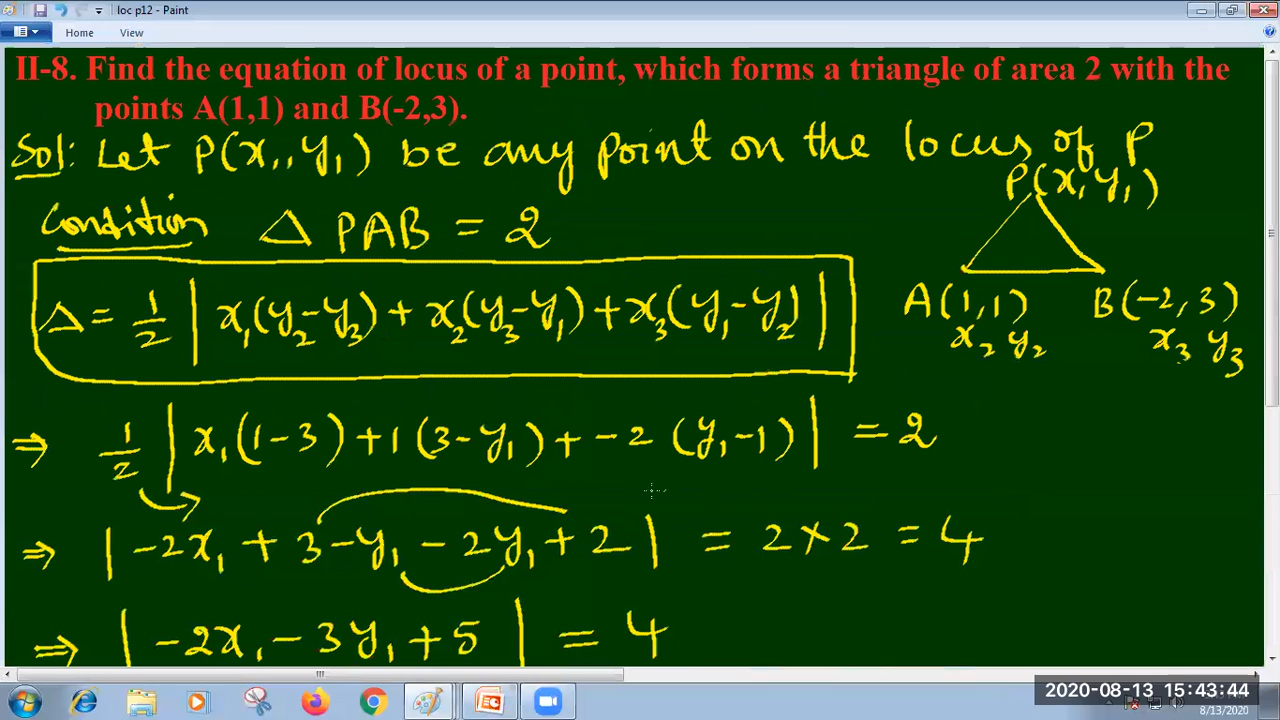 loc p12 - Paint
Home View
II-8. Find the equation of locus of a point, which forms a triangle of area 2 with the
points A(1,1) and B(-2,3).
Sol: Let P(x₁, y₁) be any point on the locus of P
P(x₁, y₁)
Condition Δ PAB = 2
Δ = 1/2 | x₁(y₂-y₃) + x₂(y₃-y₁) + x₃(y₁-y₂) |
A(1,1) B(-2,3)
x₂ y₂ x₃ y₃
⇒ 1/2 | x₁(1-3) + 1(3-y₁) + -2 (y₁-1) | = 2
⇒ | -2x₁ + 3 - y₁ - 2y₁ + 2 | = 2×2 = 4
⇒ | -2x₁ - 3y₁ + 5 | = 4
2020-08-13 15:43:44
8/13/2020